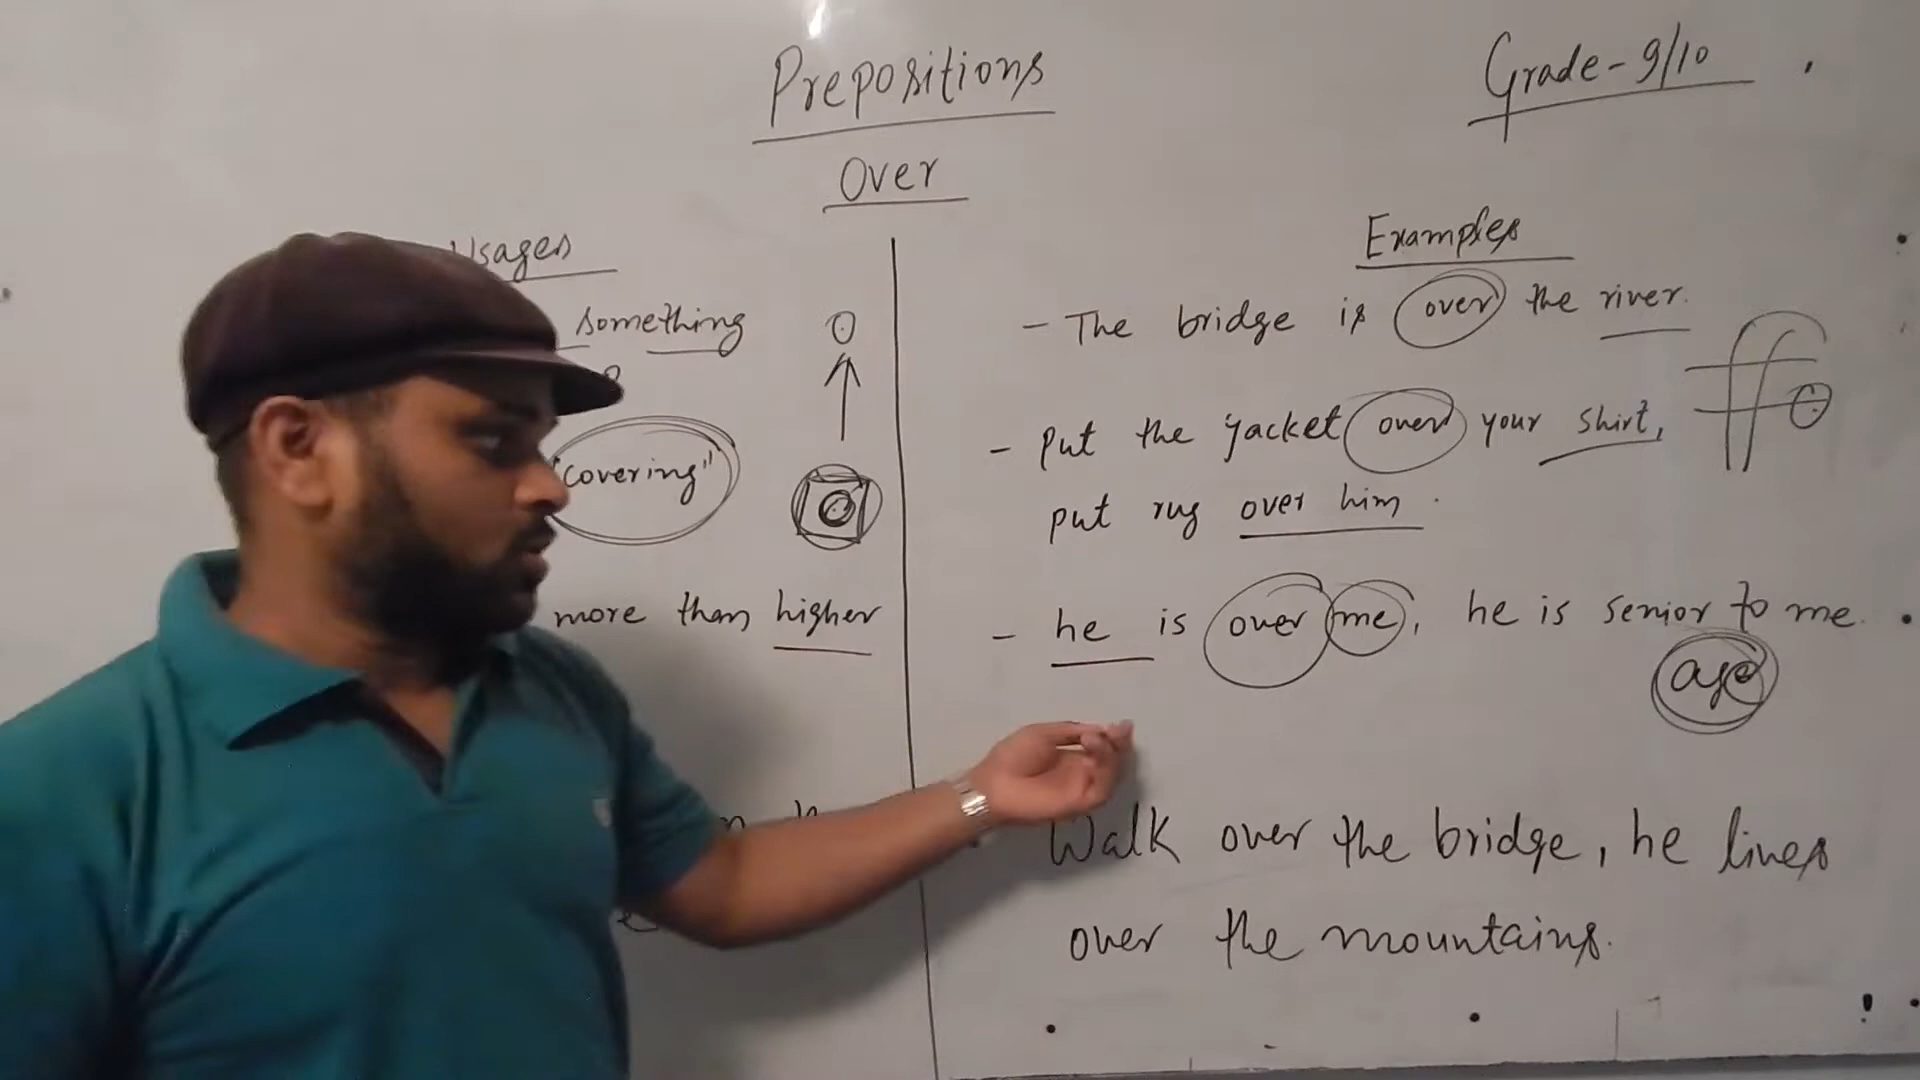 Prepositions
Grade-9/10
Over
Usages
something
"covering"
more than higher
Examples
- The bridge is over the river.
- Put the jacket over your shirt,
put rug over him.
- he is over me, he is senior to me.
age
Walk over the bridge, he lives
over the mountains.